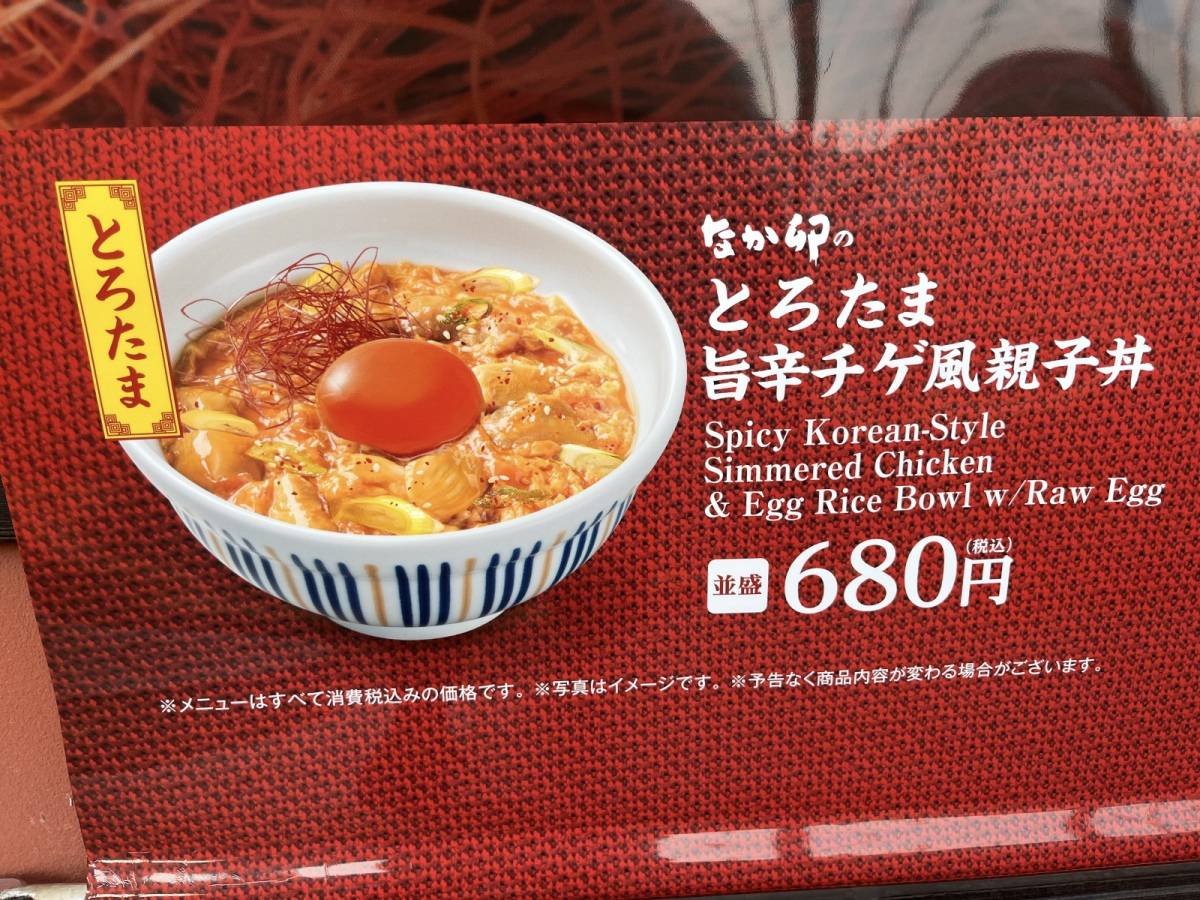 とろたま
なか卯の
とろたま
旨辛チゲ風親子丼
Spicy Korean-Style
Simmered Chicken
& Egg Rice Bowl w/Raw Egg
並盛 680円 (税込)
※メニューはすべて消費税込みの価格です。※写真はイメージです。※予告なく商品内容が変わる場合がございます。